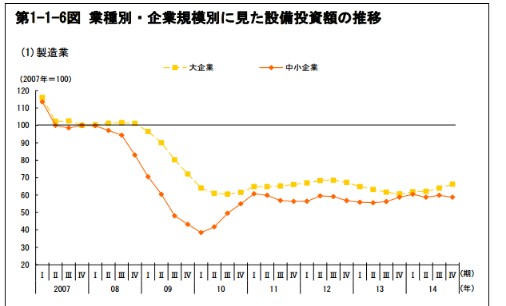 第1-1-6図 業種別・企業規模別に見た設備投資額の推移
(1)製造業
大企業 中小企業
(2007年=100)
120
110
100
90
80
70
60
50
40
30
20
Ⅰ Ⅱ Ⅲ Ⅳ Ⅰ Ⅱ Ⅲ Ⅳ Ⅰ Ⅱ Ⅲ Ⅳ Ⅰ Ⅱ Ⅲ Ⅳ Ⅰ Ⅱ Ⅲ Ⅳ Ⅰ Ⅱ Ⅲ Ⅳ Ⅰ Ⅱ Ⅲ Ⅳ Ⅰ Ⅱ Ⅲ Ⅳ (期)
2007 08 09 10 11 12 13 14 (年)